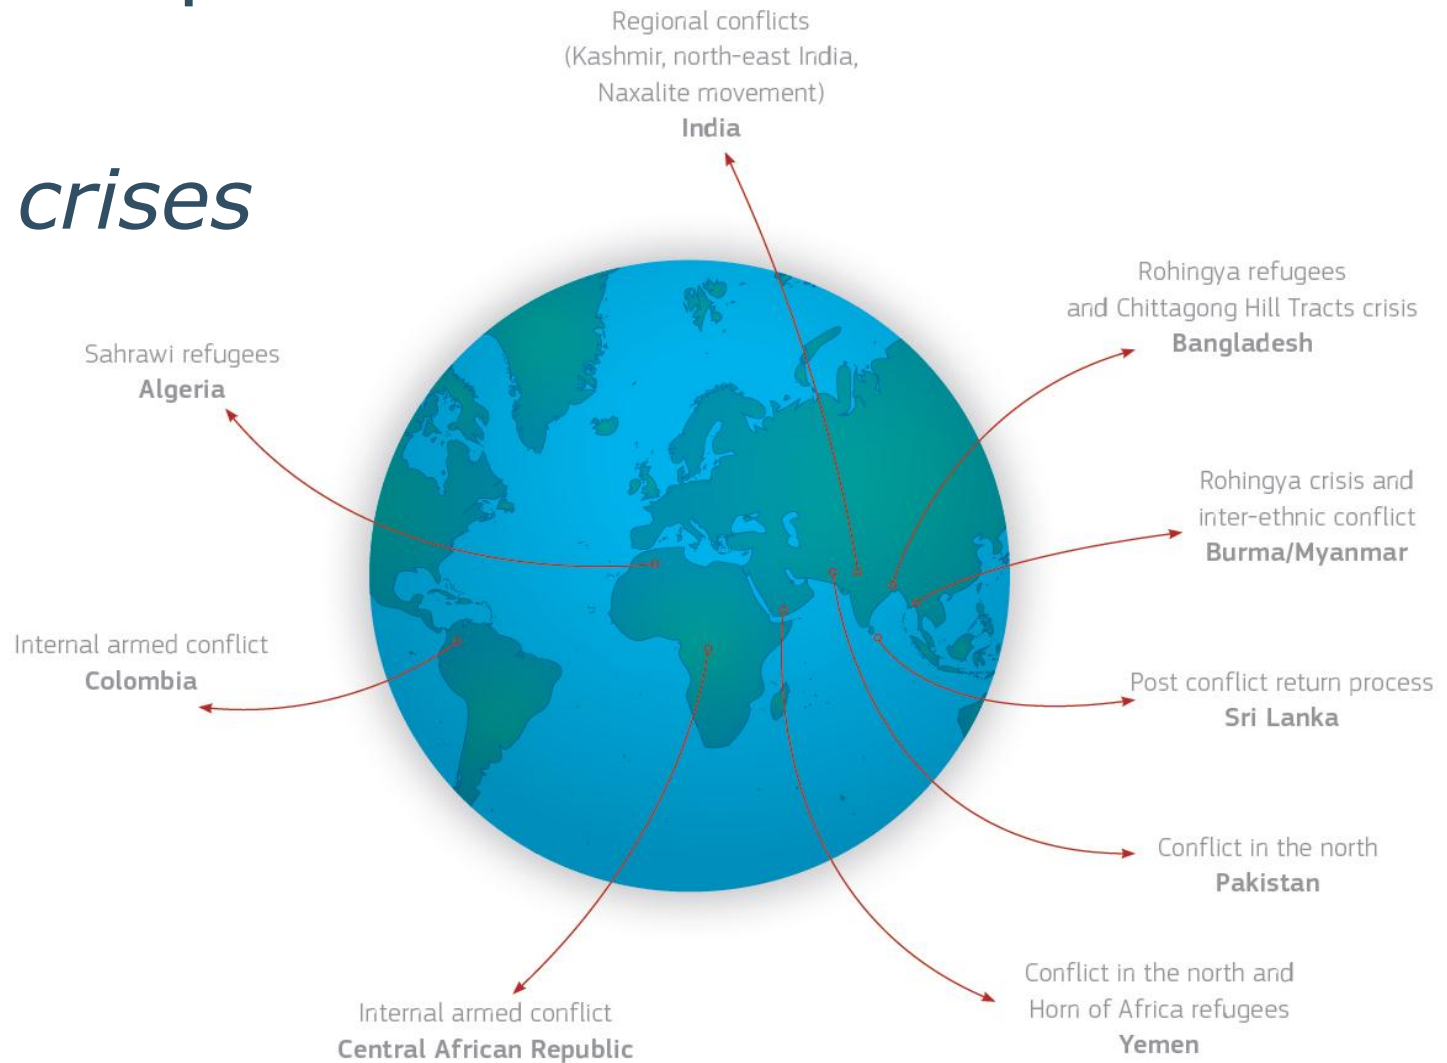 Regional conflicts
(Kashmir, north-east India,
Naxalite movement)
India
crises
Rohingya refugees
and Chittagong Hill Tracts crisis
Bangladesh
Sahrawi refugees
Algeria
Rohingya crisis and
inter-ethnic conflict
Burma/Myanmar
Internal armed conflict
Colombia
Post conflict return process
Sri Lanka
Conflict in the north
Pakistan
Conflict in the north and
Horn of Africa refugees
Yemen
Internal armed conflict
Central African Republic